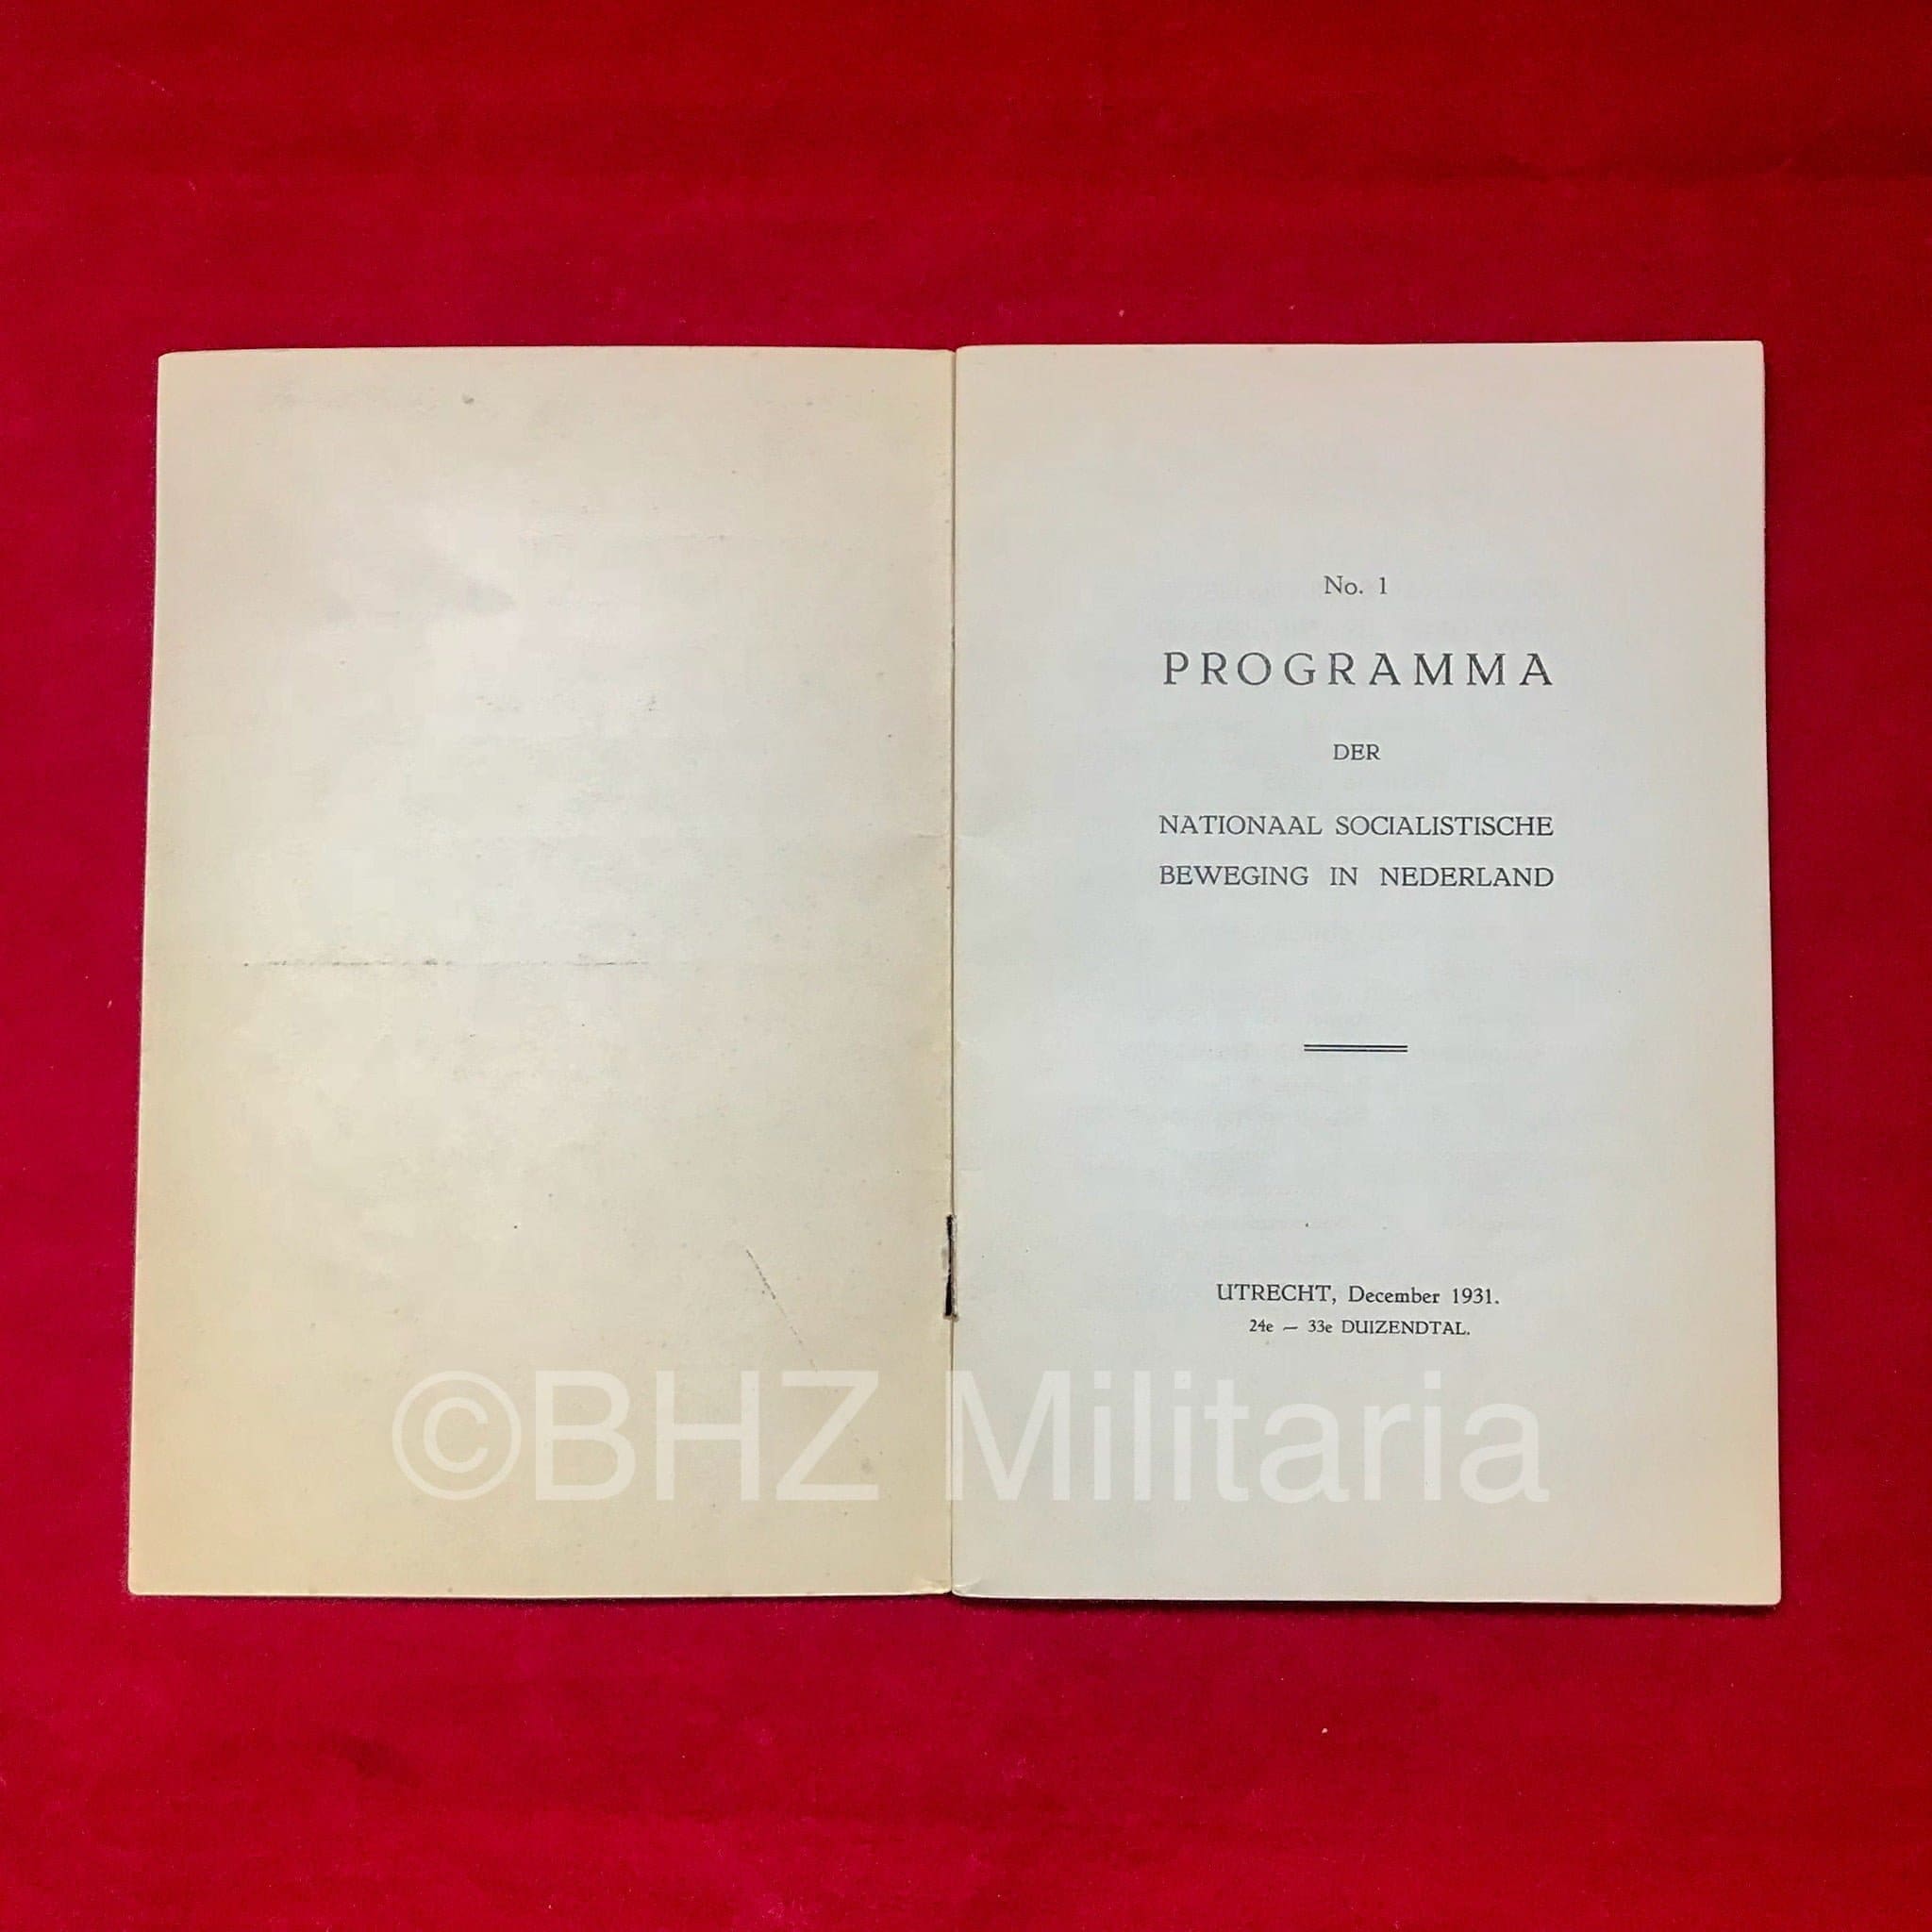 No. 1
PROGRAMMA
DER
NATIONAAL SOCIALISTISCHE
BEWEGING IN NEDERLAND
UTRECHT, December 1931.
24e — 33e DUIZENDTAL.
©BHZ Militaria